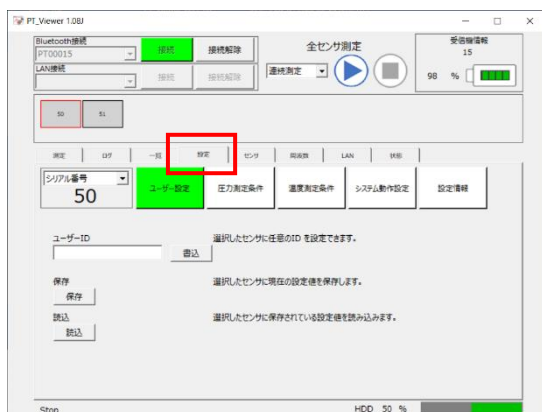 PT_Viewer 1.08J
Bluetooth接続
PT00015
接続
接続解除
LAN接続
接続
接続解除
全センサ測定
連続測定
受信機情報
15
98 %
50
51
測定
ログ
一覧
設定
センサ
周波数
LAN
状態
シリアル番号
50
ユーザー設定
圧力測定条件
温度測定条件
システム動作設定
設定情報
ユーザーID
書込
選択したセンサに任意のID を設定できます。
保存
保存
選択したセンサに現在の設定値を保存します。
読込
読込
選択したセンサに保存されている設定値を読み込みます。
Stop
HDD 50 %